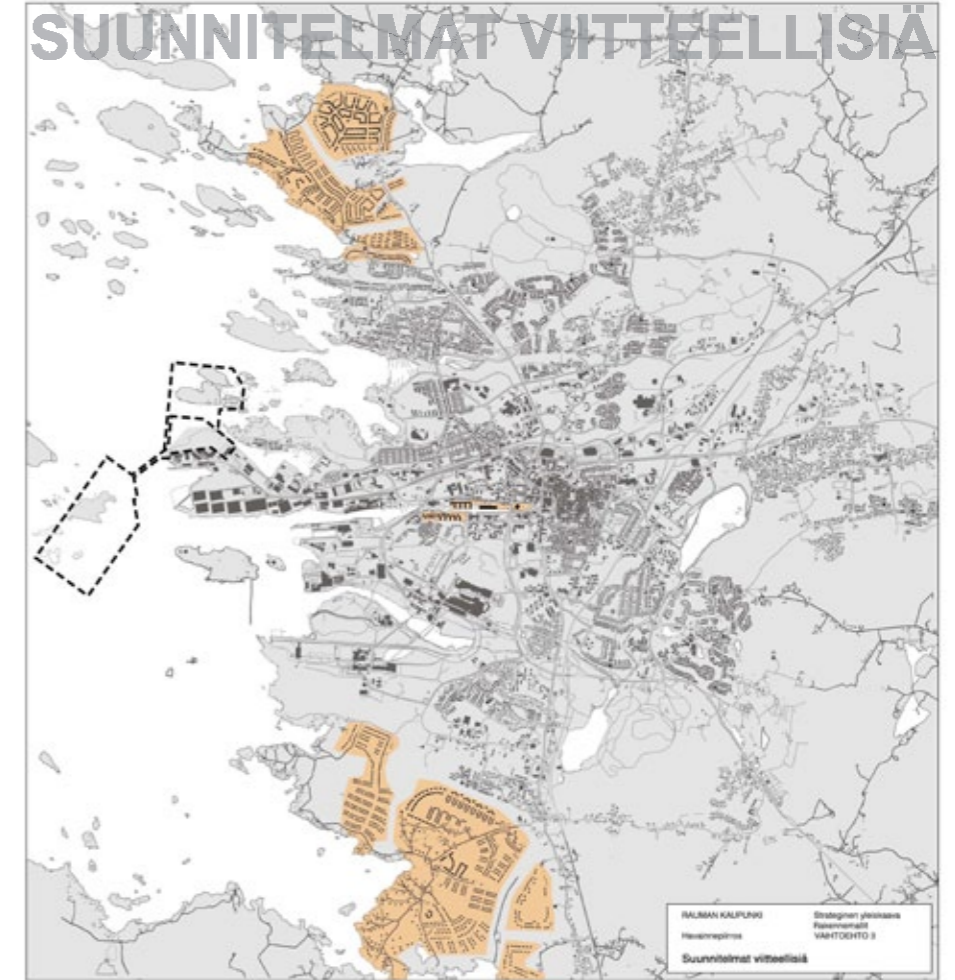 SUUNNITELMAT VIITTEELLISIÄ
RAUMAN KAUPUNKI
Strateginen yleiskaava
Rakennemallit
Havainnepiirros
VAIHTOEHTO 3
Suunnitelmat viitteellisiä